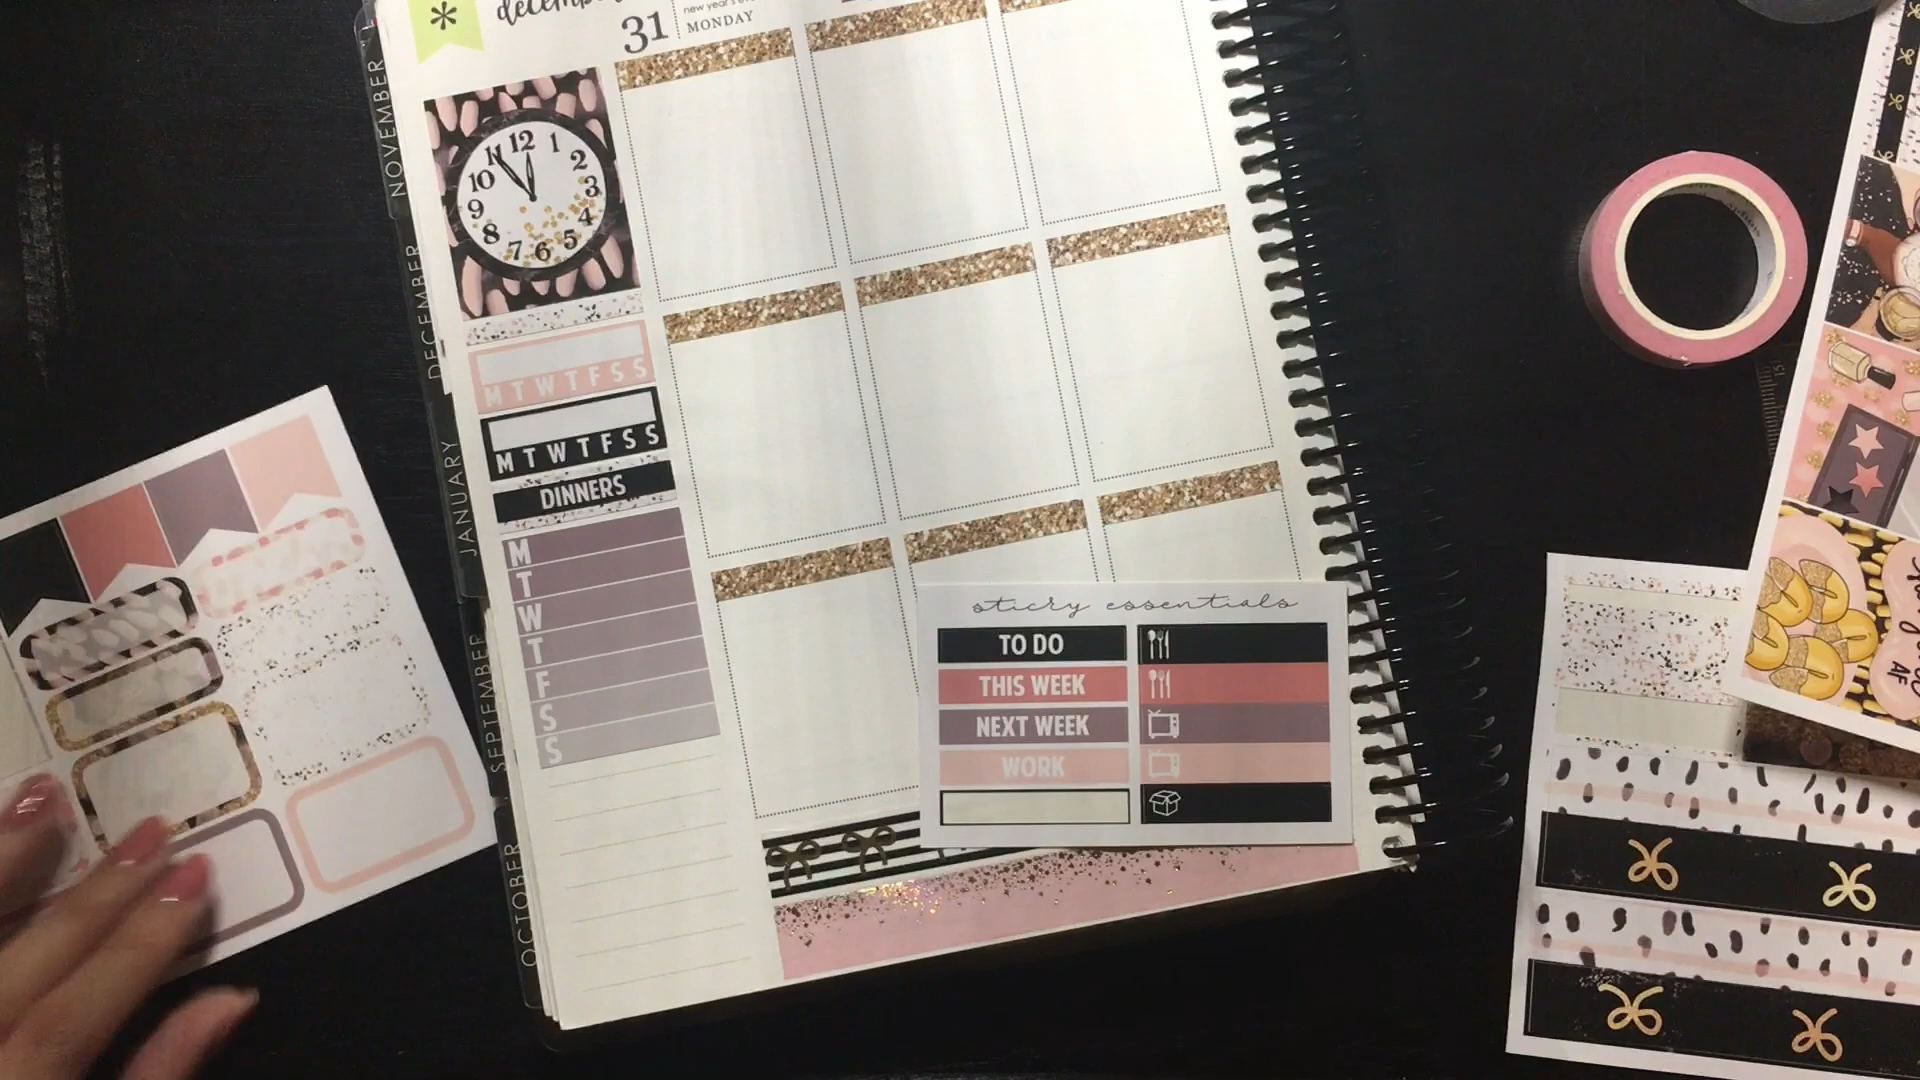 *
new year's eve
31
MONDAY
NOVEMBER
DECEMBER
JANUARY
SEPTEMBER
OCTOBER
12
1
2
3
4
5
6
7
8
9
10
11
M T W T F S S
M T W T F S S
DINNERS
M
T
W
T
F
S
S
sticky essentials
TO DO
THIS WEEK
NEXT WEEK
WORK
AF